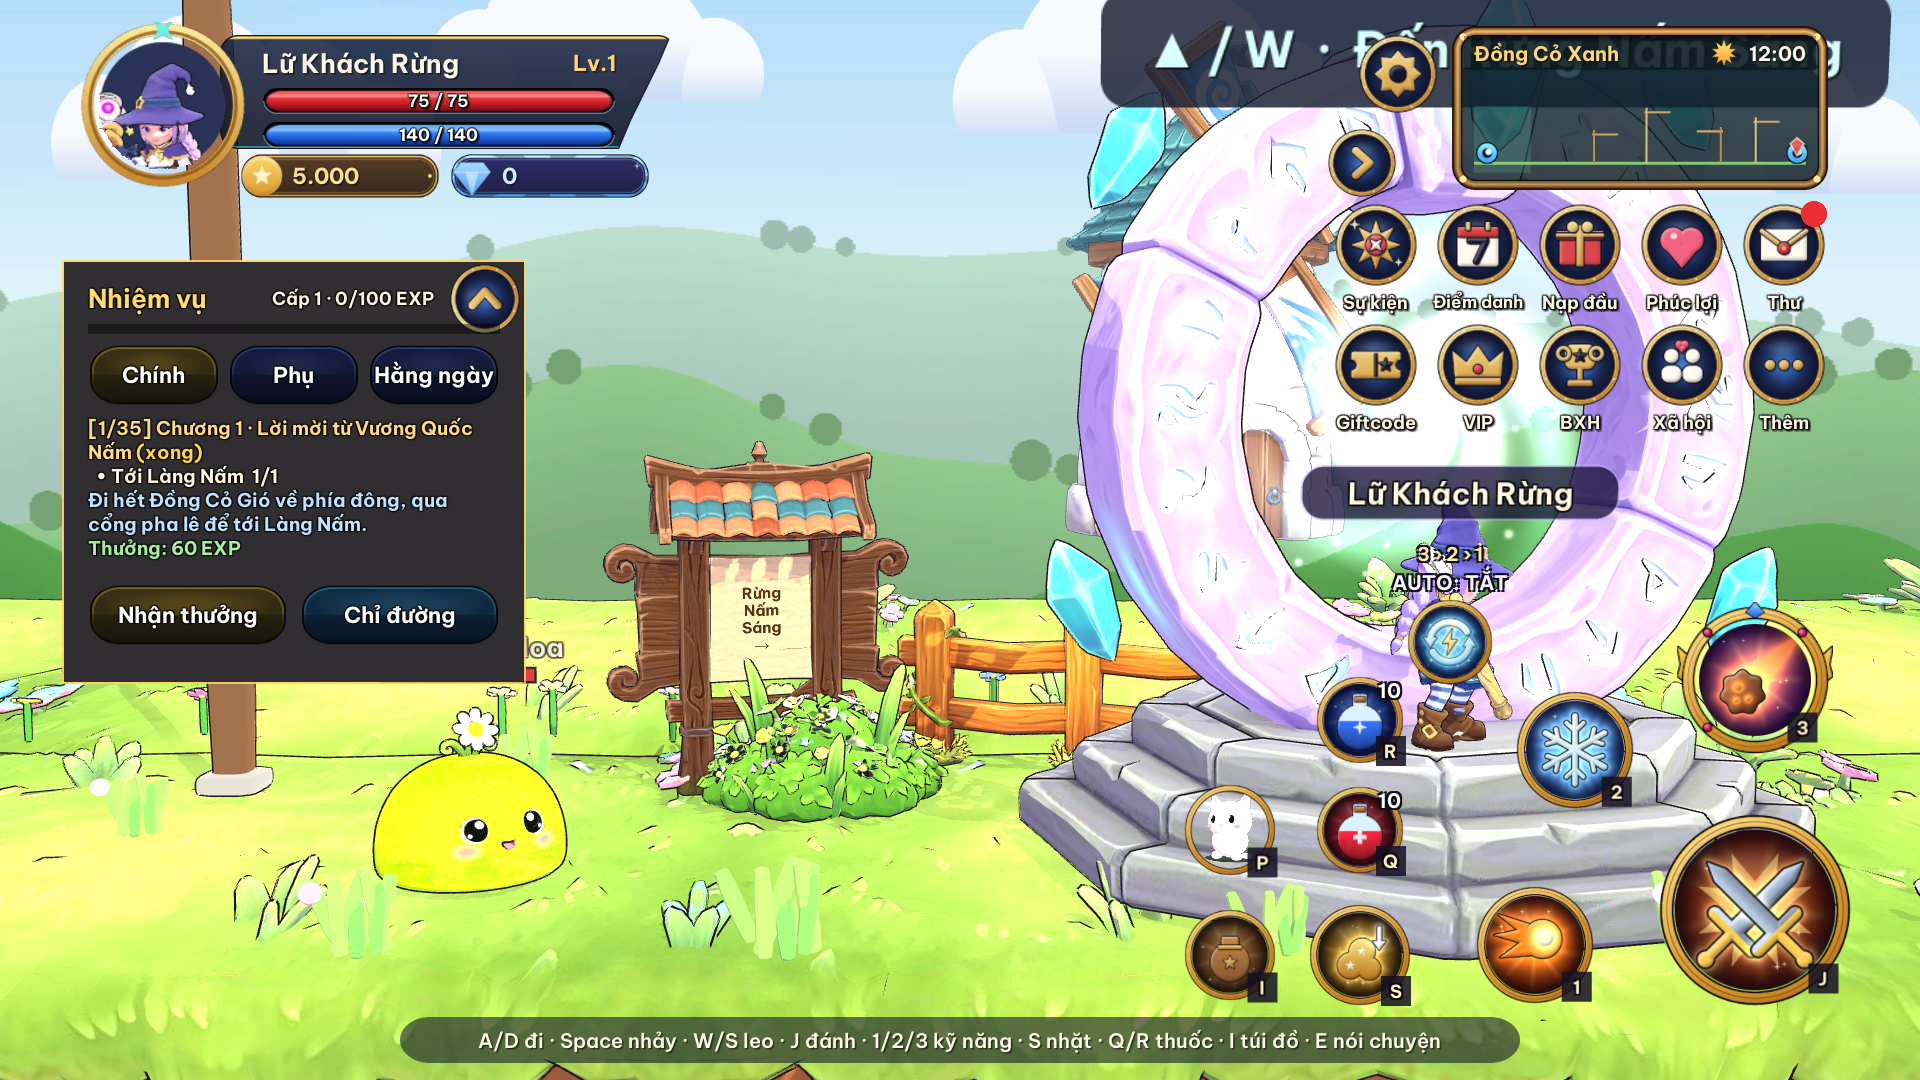 Lữ Khách Rừng
Lv.1
75 / 75
140 / 140
5.000
0
▲ / W · Đến
Đồng Cỏ Xanh
12:00
Nhiệm vụ
Cấp 1 · 0/100 EXP
Chính
Phụ
Hằng ngày
[1/35] Chương 1 · Lời mời từ Vương Quốc
Nấm (xong)
• Tới Làng Nấm 1/1
Đi hết Đồng Cỏ Gió về phía đông, qua
cổng pha lê để tới Làng Nấm.
Thưởng: 60 EXP
Nhận thưởng
Chỉ đường
Sự kiện
7
Điểm danh
Nạp đầu
Phúc lợi
Thư
Giftcode
VIP
BXH
Xã hội
Thêm
Lữ Khách Rừng
3 › 2 › 1
AUTO: TẮT
Rừng
Nấm
Sáng
→
10
R
10
Q
P
I
S
1
2
3
J
A/D đi · Space nhảy · W/S leo · J đánh · 1/2/3 kỹ năng · S nhặt · Q/R thuốc · I túi đồ · E nói chuyện